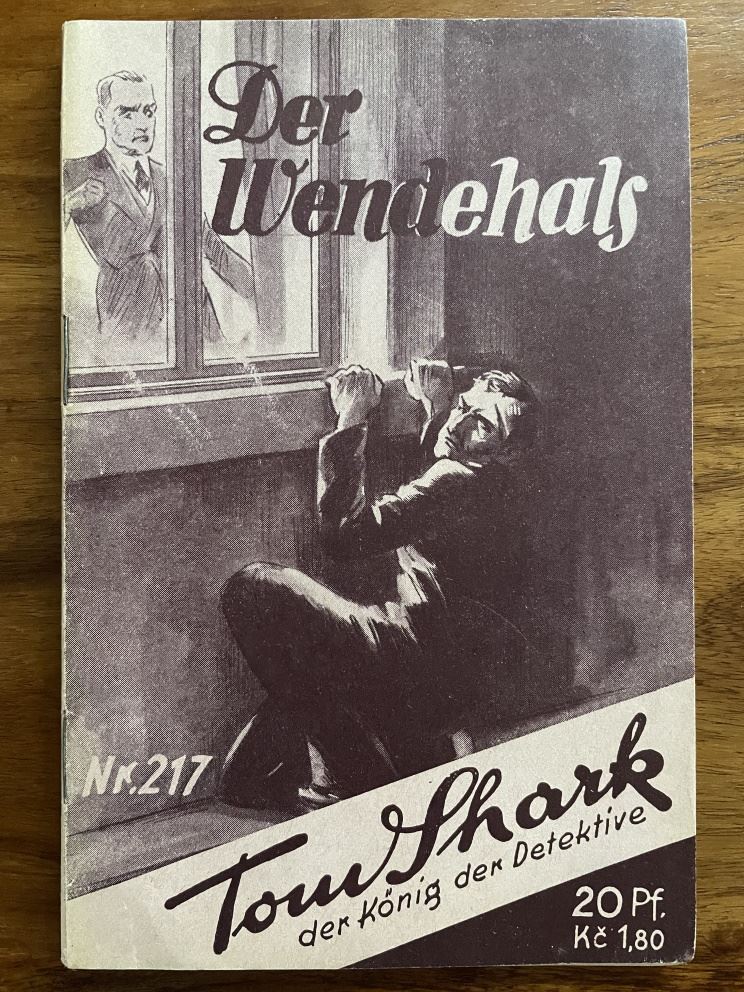 Der
Wendehals
Nr. 217
Tom Shark
der König der Detektive
20 Pf.
Kč 1,80